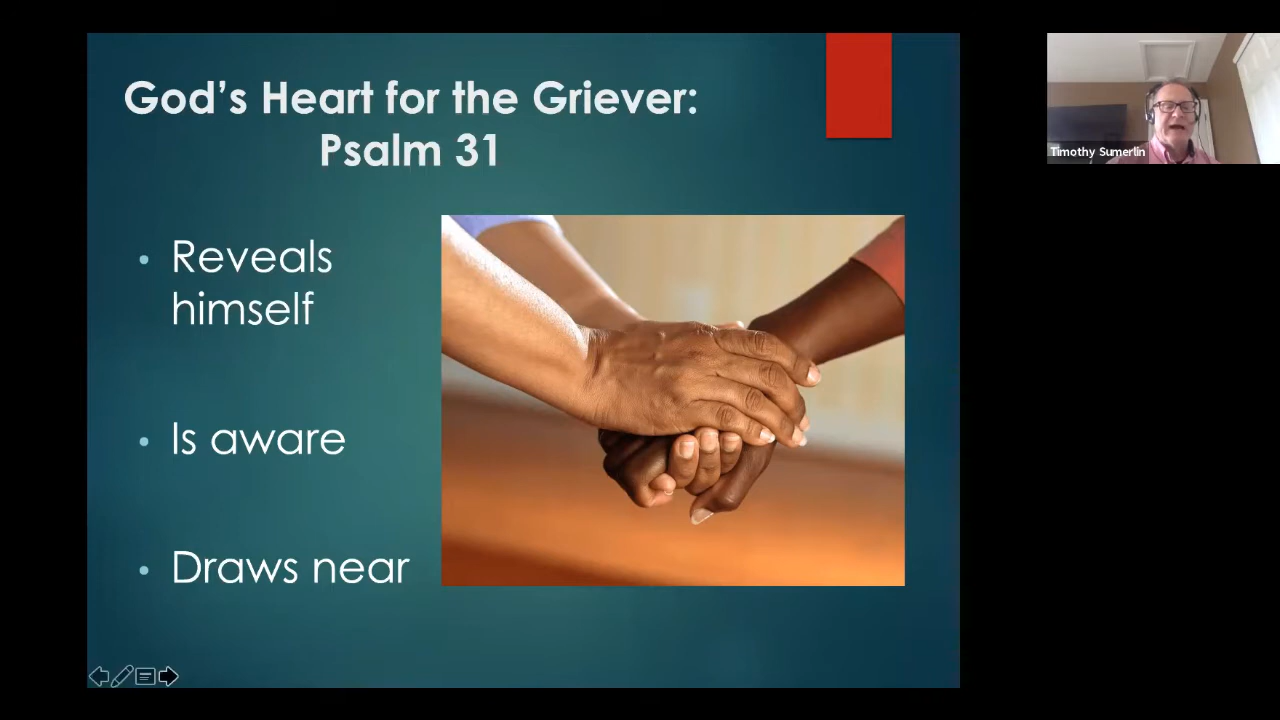 God's Heart for the Griever:
Psalm 31
• Reveals
himself
• Is aware
• Draws near
Timothy Sumerlin